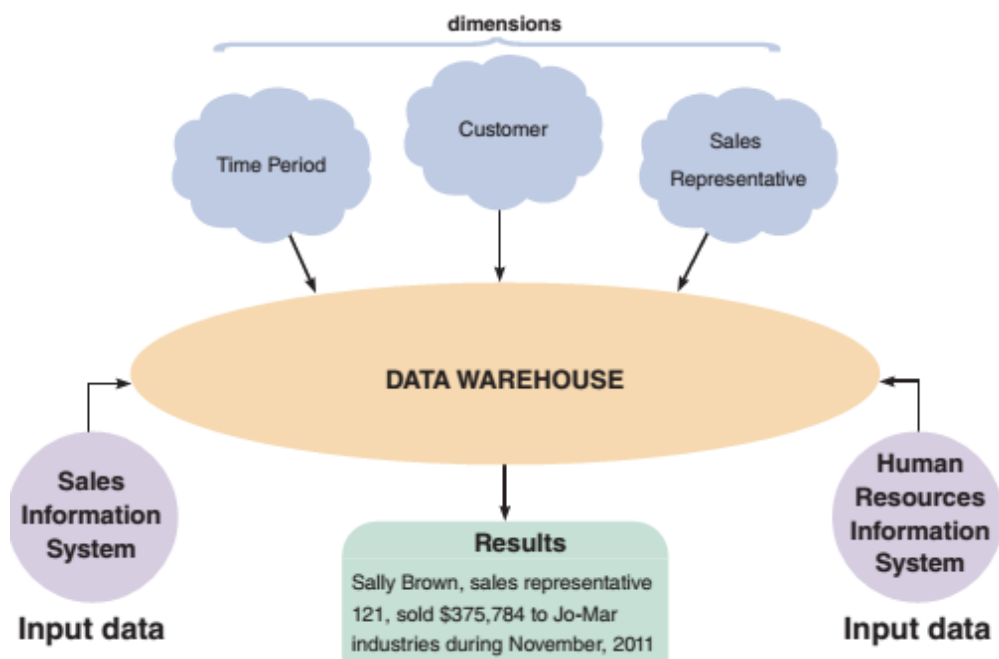 dimensions
Time Period
Customer
Sales
Representative
DATA WAREHOUSE
Sales
Information
System
Input data
Results
Sally Brown, sales representative
121, sold $375,784 to Jo-Mar
industries during November, 2011
Human
Resources
Information
System
Input data